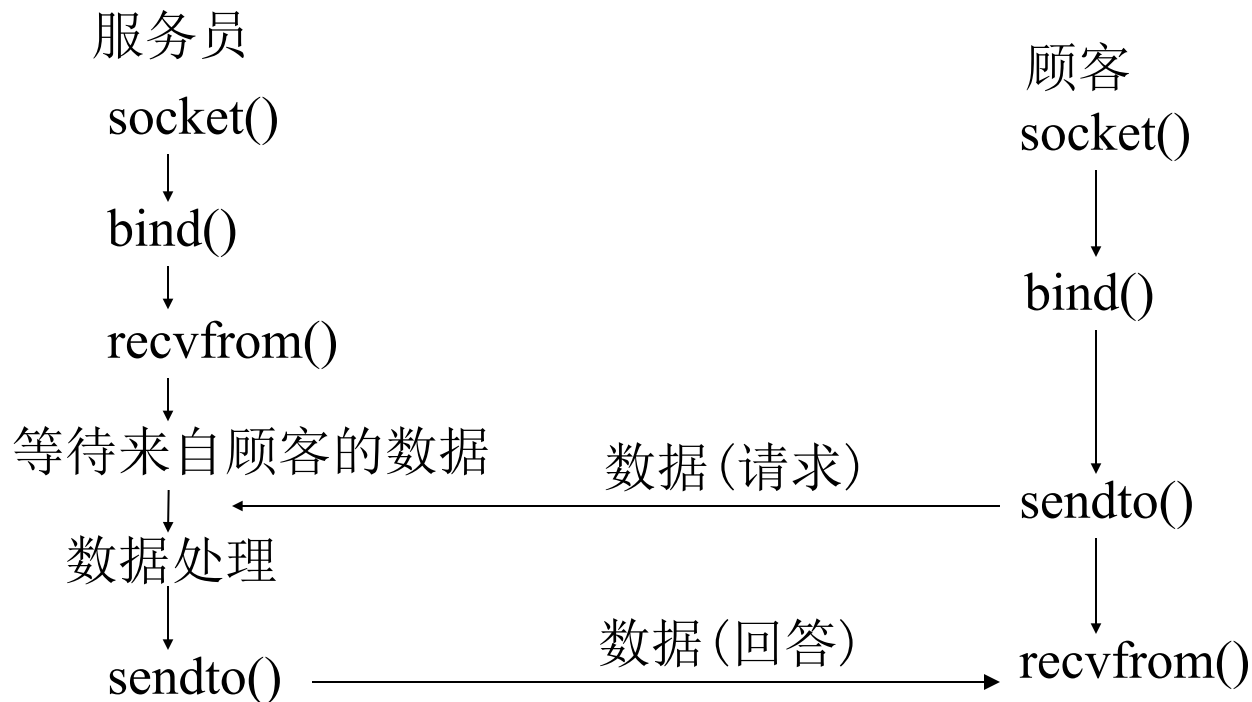 服务员
socket()
bind()
recvfrom()
等待来自顾客的数据
数据处理
sendto()
数据(请求)
数据(回答)
顾客
socket()
bind()
sendto()
recvfrom()